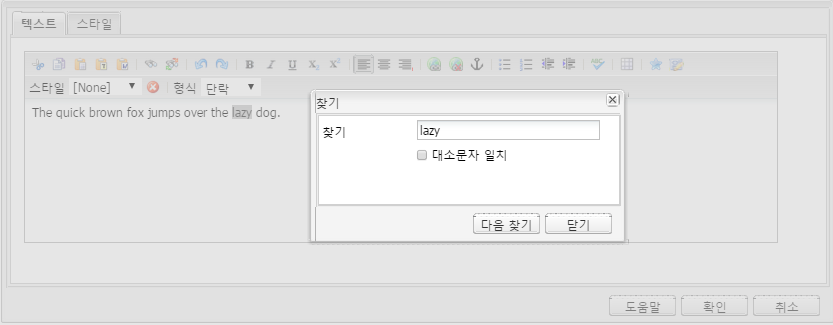 텍스트 스타일
B I U X₂ X²
스타일 [None] 형식 단락
The quick brown fox jumps over the lazy dog.
찾기
찾기 lazy
대소문자 일치
다음 찾기 닫기
도움말 확인 취소